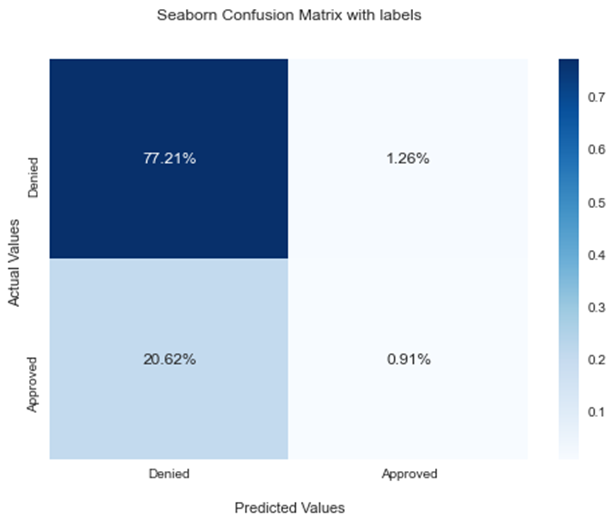 Seaborn Confusion Matrix with labels
Actual Values
Denied
Approved
77.21%
1.26%
20.62%
0.91%
Denied
Approved
Predicted Values
0.7
0.6
0.5
0.4
0.3
0.2
0.1